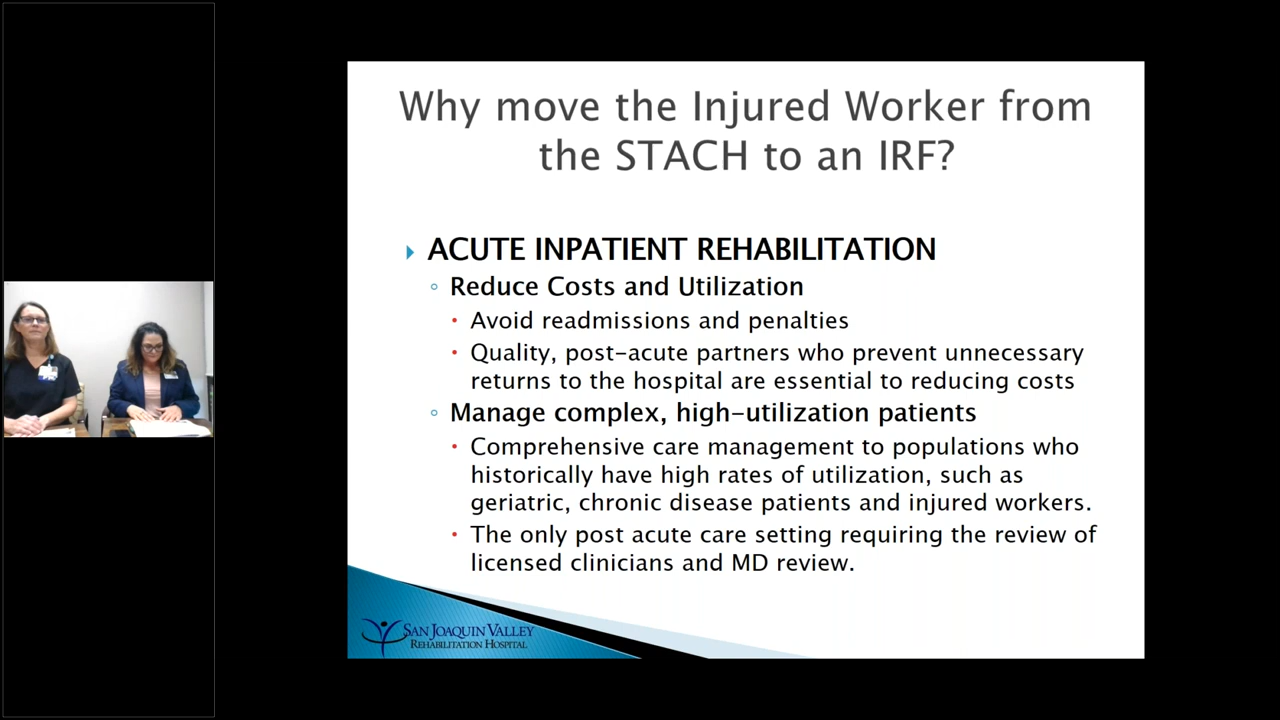 Why move the Injured Worker from
the STACH to an IRF?
ACUTE INPATIENT REHABILITATION
Reduce Costs and Utilization
Avoid readmissions and penalties
Quality, post-acute partners who prevent unnecessary
returns to the hospital are essential to reducing costs
Manage complex, high-utilization patients
Comprehensive care management to populations who
historically have high rates of utilization, such as
geriatric, chronic disease patients and injured workers.
The only post acute care setting requiring the review of
licensed clinicians and MD review.
SAN JOAQUIN VALLEY
REHABILITATION HOSPITAL